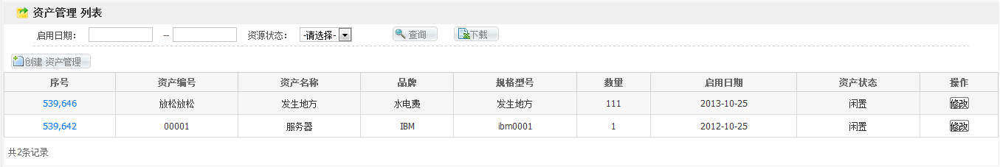 资产管理 列表
启用日期： -- 资源状态： -请选择- 查询 下载
创建 资产管理
序号 资产编号 资产名称 品牌 规格型号 数量 启用日期 资产状态 操作
539,646 放松放松 发生地方 水电费 发生地方 111 2013-10-25 闲置 修改
539,642 00001 服务器 IBM ibm0001 1 2012-10-25 闲置 修改
共2条记录